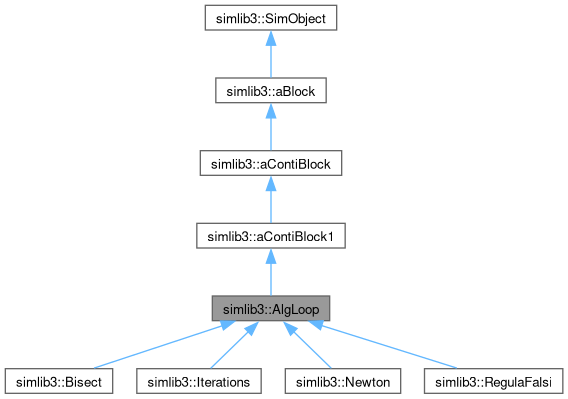 simlib3::SimObject
simlib3::aBlock
simlib3::aContiBlock
simlib3::aContiBlock1
simlib3::AlgLoop
simlib3::Bisect
simlib3::Iterations
simlib3::Newton
simlib3::RegulaFalsi